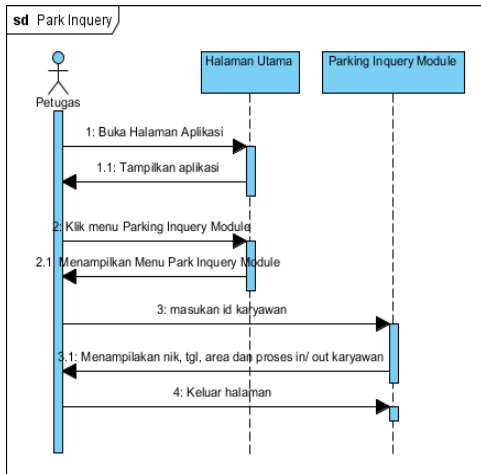 sd Park Inquery
Halaman Utama
Parking Inquery Module
Petugas
1: Buka Halaman Aplikasi
1.1: Tampilkan aplikasi
2: Klik menu Parking Inquery Module
2.1: Menampilkan Menu Park Inquery Module
3: masukan id karyawan
3.1: Menampilakan nik, tgl, area dan proses in/ out karyawan
4: Keluar halaman